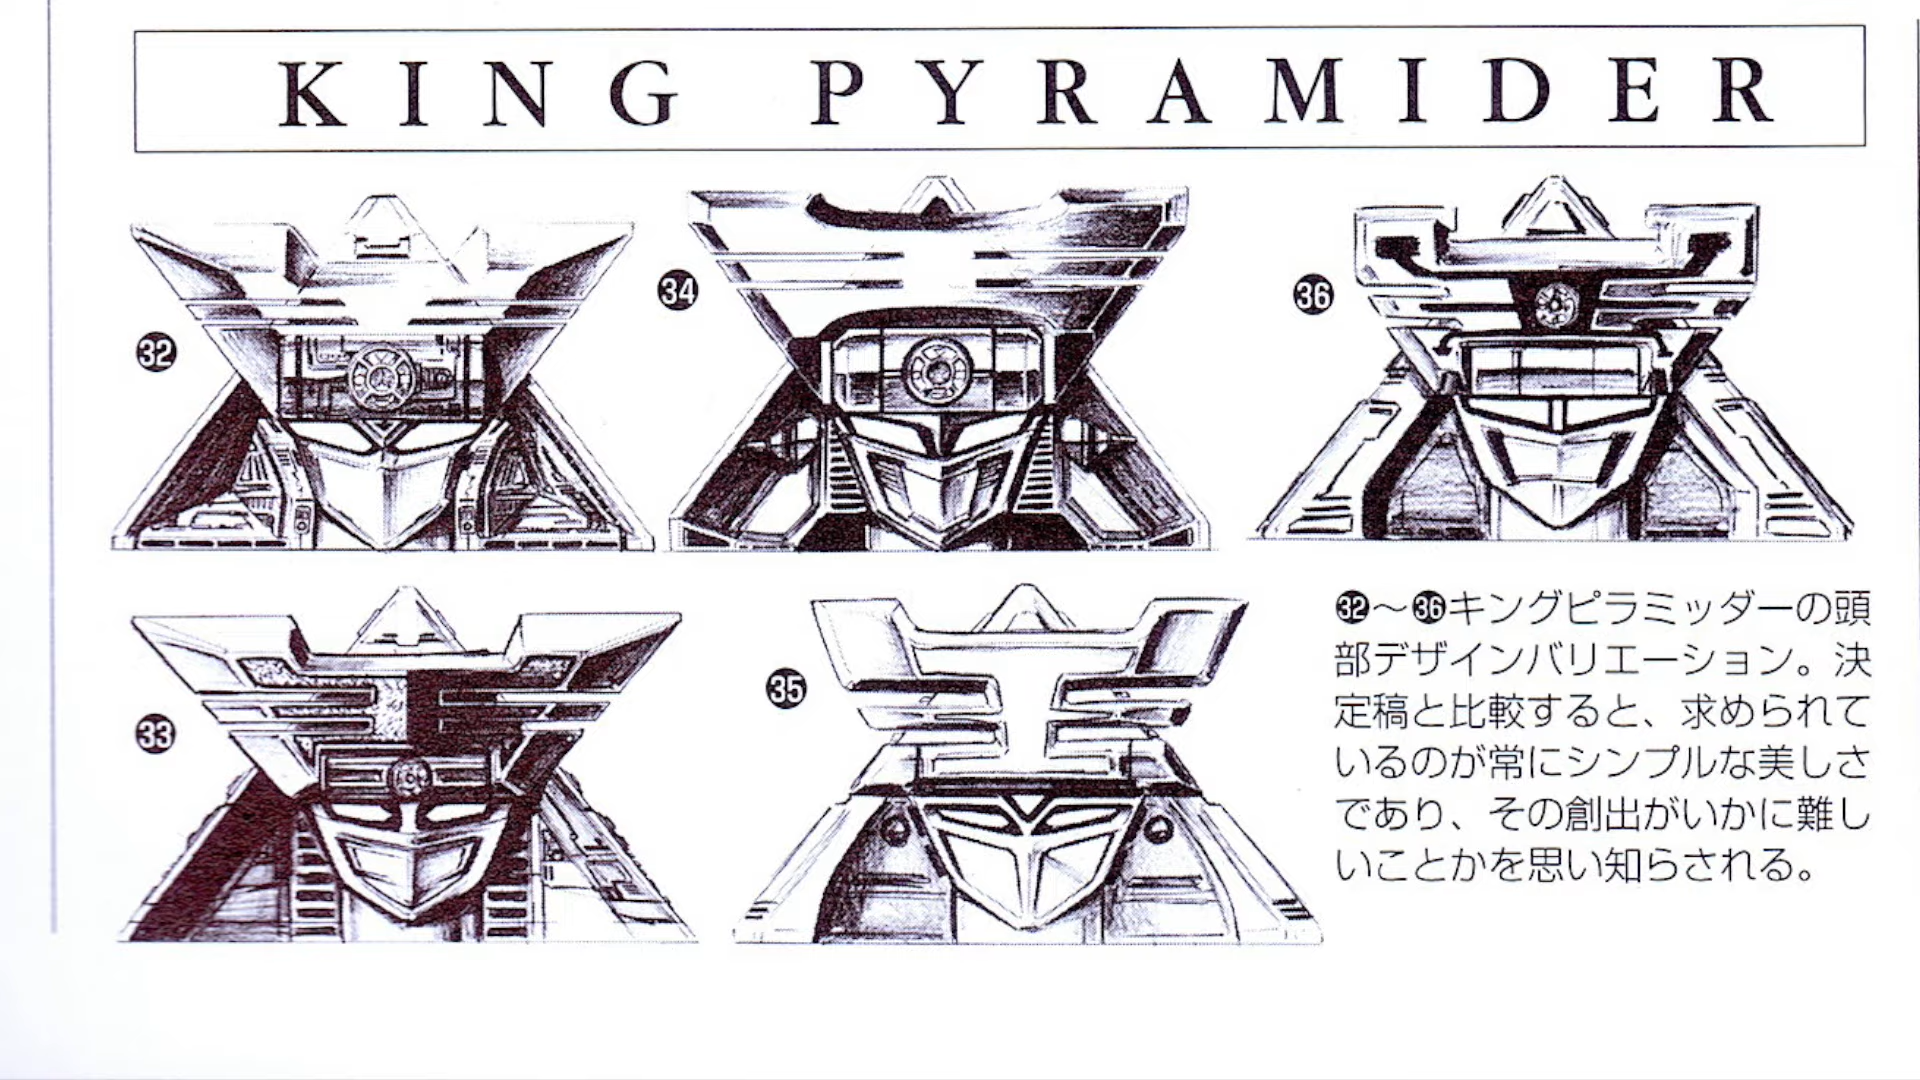 KING PYRAMIDER
32
34
36
33
35
32～36キングピラミッダーの頭
部デザインバリエーション。決
定稿と比較すると、求められて
いるのが常にシンプルな美しさ
であり、その創出がいかに難し
いことかを思い知らされる。